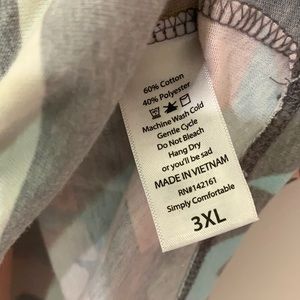 60% Cotton
40% Polyester
Machine Wash Cold
Gentle Cycle
Do Not Bleach
Hang Dry
or you'll be sad
MADE IN VIETNAM
RN#142161
Simply Comfortable
3XL